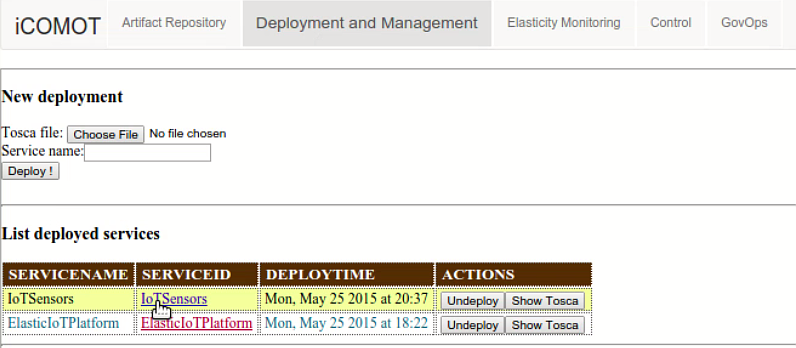 iCOMOT Artifact Repository Deployment and Management Elasticity Monitoring Control GovOps
New deployment
Tosca file: Choose File No file chosen
Service name:
Deploy !
List deployed services
SERVICENAME SERVICEID DEPLOYTIME ACTIONS
IoTSensors IoTSensors Mon, May 25 2015 at 20:37 Undeploy Show Tosca
ElasticIoTPlatform ElasticIoTPlatform Mon, May 25 2015 at 18:22 Undeploy Show Tosca